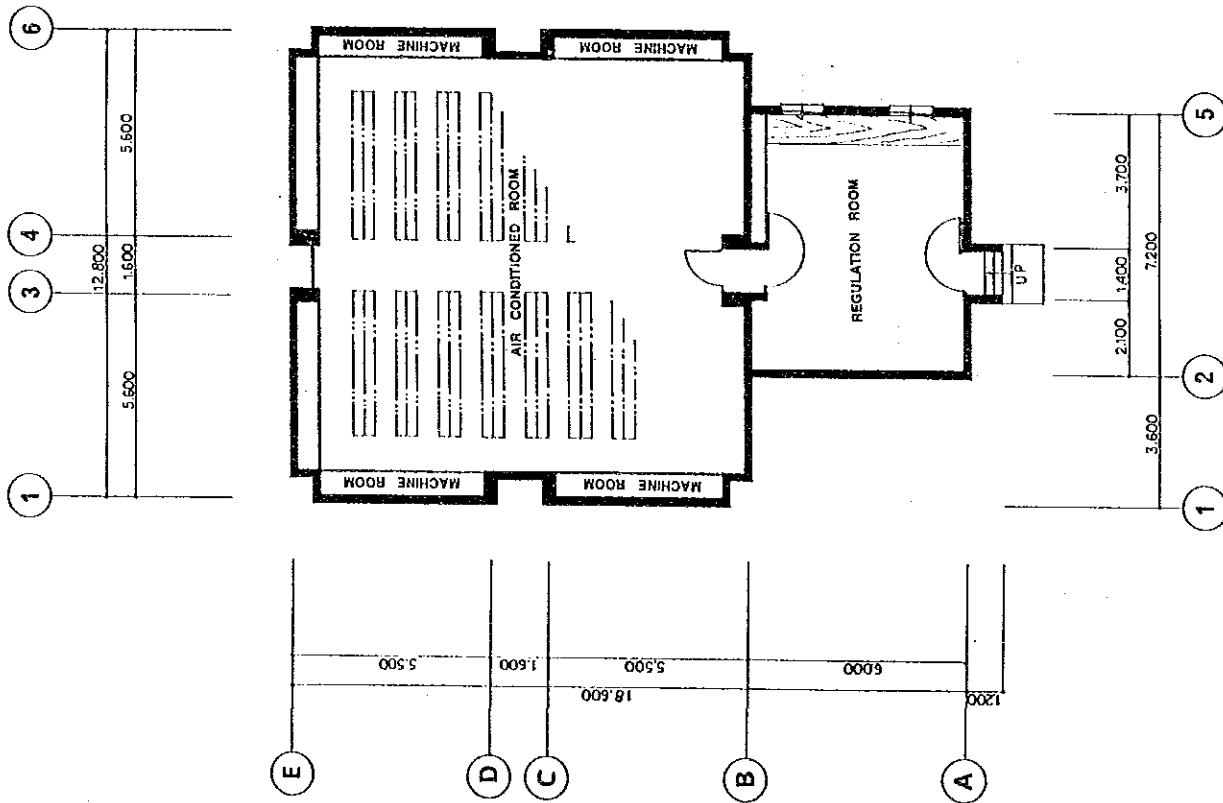 6
5.600
4
12.800
1.600
3
5.600
1
MACHINE ROOM
MACHINE ROOM
AIR CONDITIONED ROOM
MACHINE ROOM
MACHINE ROOM
REGULATION ROOM
UP
5
3.700
1.400
7.200
2.100
2
3.600
1
5.500
1.600
5,500
6000
18.600
1200
E
D
C
B
A